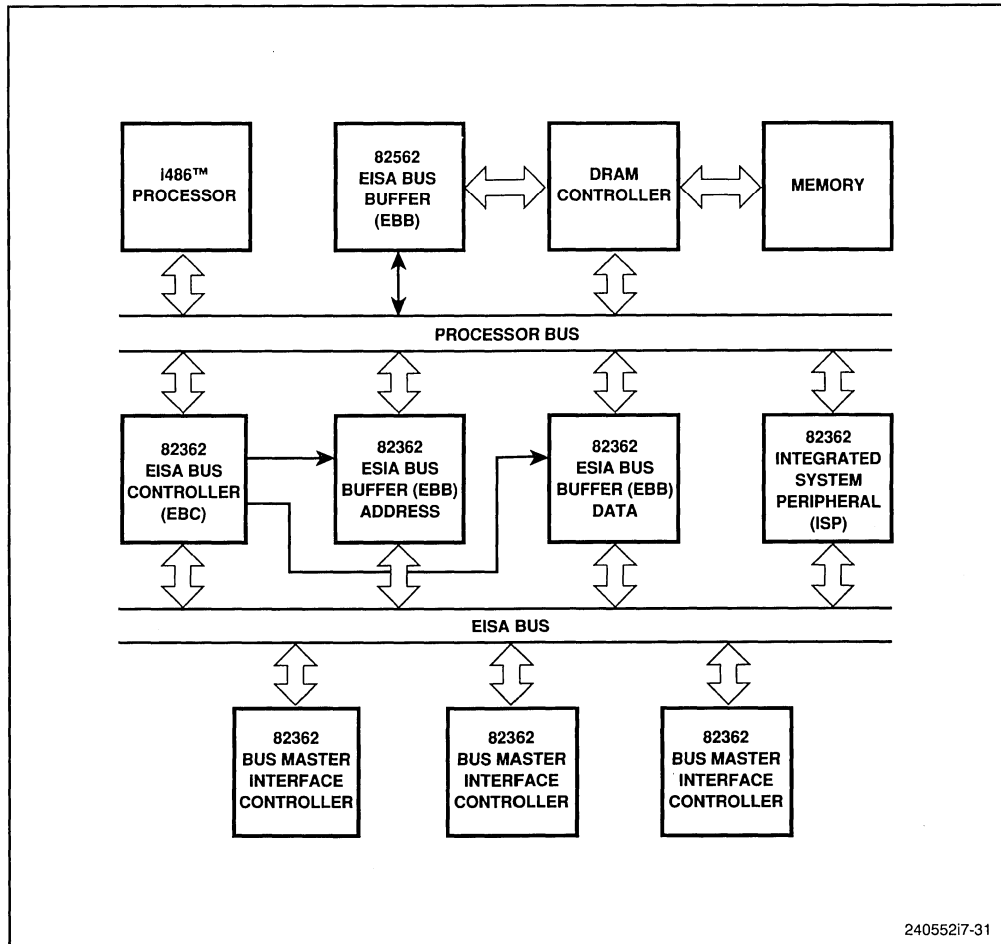 i486™
PROCESSOR
82562
EISA BUS
BUFFER
(EBB)
DRAM
CONTROLLER
MEMORY
PROCESSOR BUS
82362
EISA BUS
CONTROLLER
(EBC)
82362
ESIA BUS
BUFFER (EBB)
ADDRESS
82362
ESIA BUS
BUFFER (EBB)
DATA
82362
INTEGRATED
SYSTEM
PERIPHERAL
(ISP)
EISA BUS
82362
BUS MASTER
INTERFACE
CONTROLLER
82362
BUS MASTER
INTERFACE
CONTROLLER
82362
BUS MASTER
INTERFACE
CONTROLLER
240552i7-31